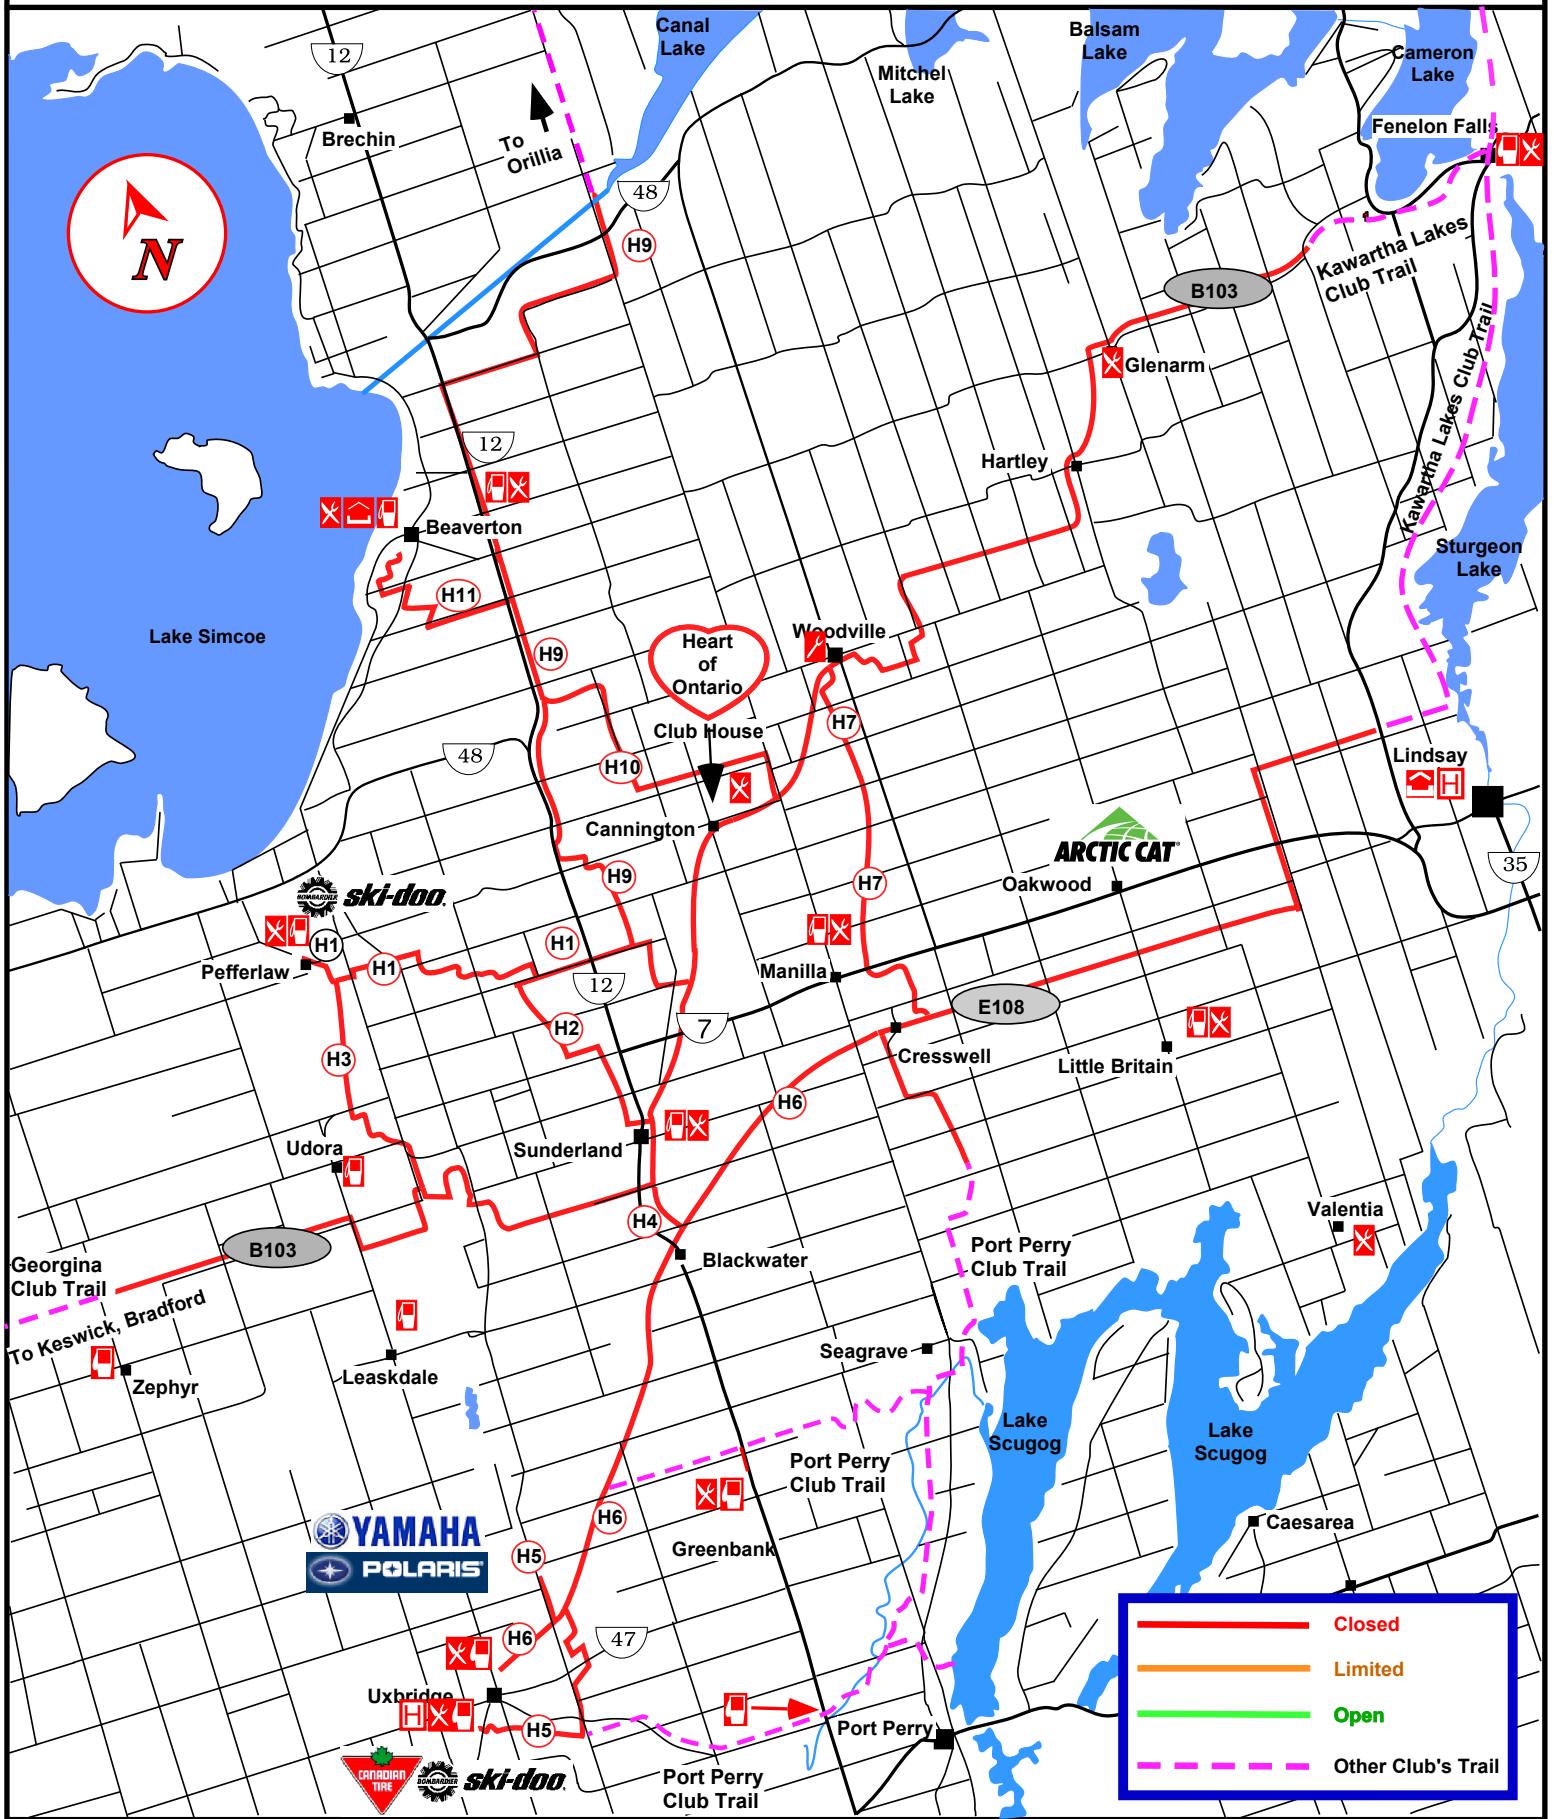 Canal
Lake
Balsam
Lake
Cameron
Lake
12
Mitchel
Lake
Brechin
To
Orillia
Fenelon Falls
48
N
H9
Kawartha Lakes
Club Trail
B103
Glenarm
Kawartha Lakes Club Trail
12
Hartley
Beaverton
Sturgeon
Lake
H11
Lake Simcoe
Heart
of
Ontario
Woodville
H9
H7
Club House
48
H10
Lindsay
H
Cannington
ARCTIC CAT
35
H9
H7
Oakwood
BOMBARDIER
ski-doo
H1
H1
H1
Pefferlaw
Manilla
12
E108
H2
7
H3
Cresswell
Little Britain
H6
Sunderland
Udora
Valentia
H4
B103
Blackwater
Port Perry
Club Trail
Georgina
Club Trail
To Keswick, Bradford
Seagrave
Zephyr
Leaskdale
Lake
Scugog
Lake
Scugog
Port Perry
Club Trail
H6
YAMAHA
POLARIS
H5
Greenbank
Caesarea
H6
47
Closed
Limited
Open
Other Club's Trail
Uxbridge
H
H5
Port Perry
CANADIAN
TIRE
BOMBARDIER
ski-doo
Port Perry
Club Trail